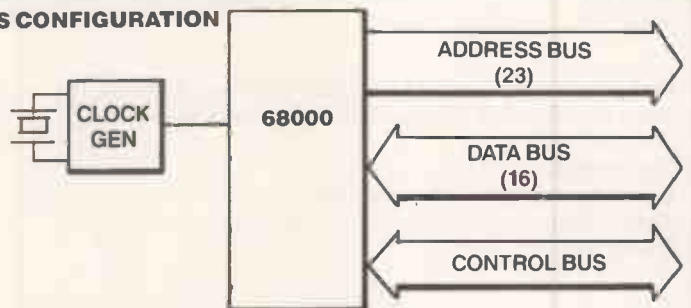 S CONFIGURATION
ADDRESS BUS
(23)
CLOCK
GEN
68000
DATA BUS
(16)
CONTROL BUS